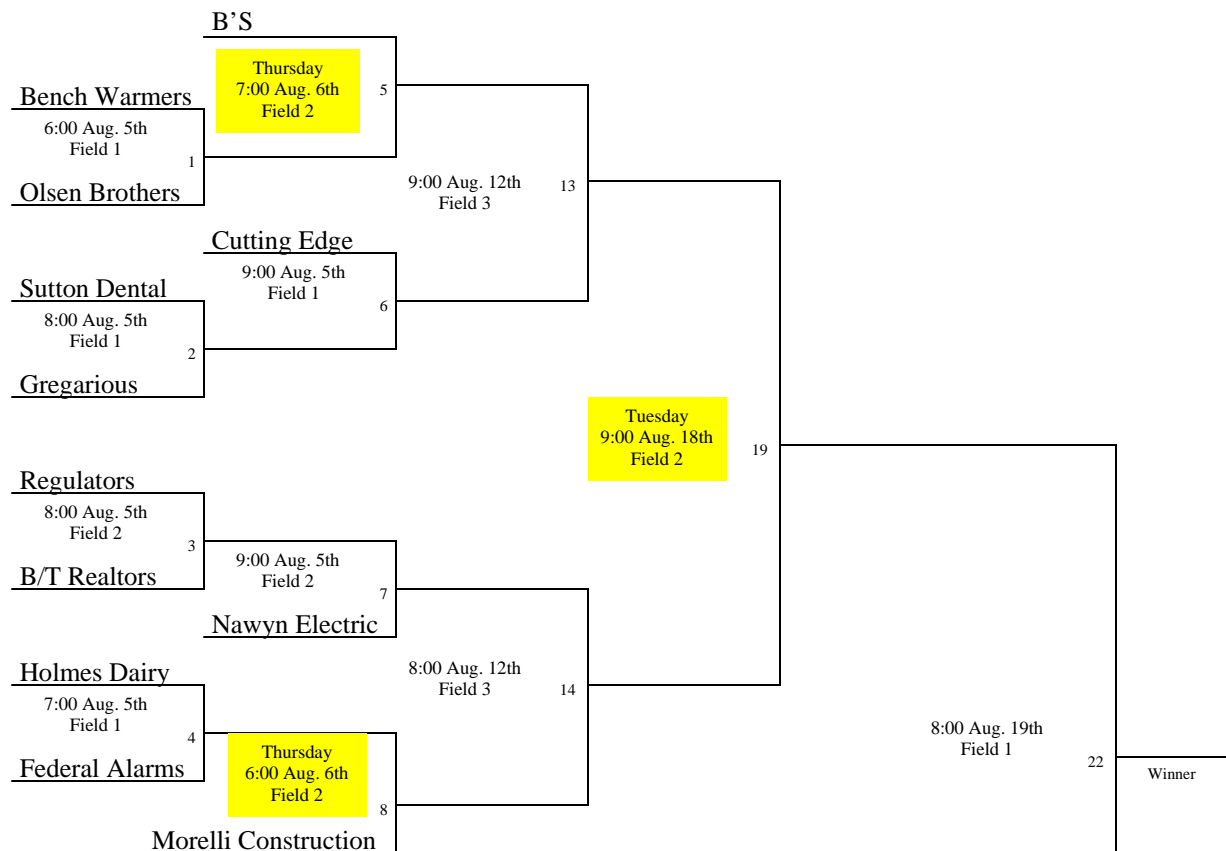 B’S
Thursday
7:00 Aug. 6th
Field 2
5
Bench Warmers
6:00 Aug. 5th
Field 1
1
Olsen Brothers
9:00 Aug. 12th
Field 3
13
Cutting Edge
9:00 Aug. 5th
Field 1
6
Sutton Dental
8:00 Aug. 5th
Field 1
2
Gregarious
Tuesday
9:00 Aug. 18th
Field 2
19
Regulators
8:00 Aug. 5th
Field 2
3
B/T Realtors
9:00 Aug. 5th
Field 2
7
Nawyn Electric
Holmes Dairy
7:00 Aug. 5th
Field 1
4
Federal Alarms
8:00 Aug. 12th
Field 3
14
Thursday
6:00 Aug. 6th
Field 2
8
Morelli Construction
8:00 Aug. 19th
Field 1
22
Winner